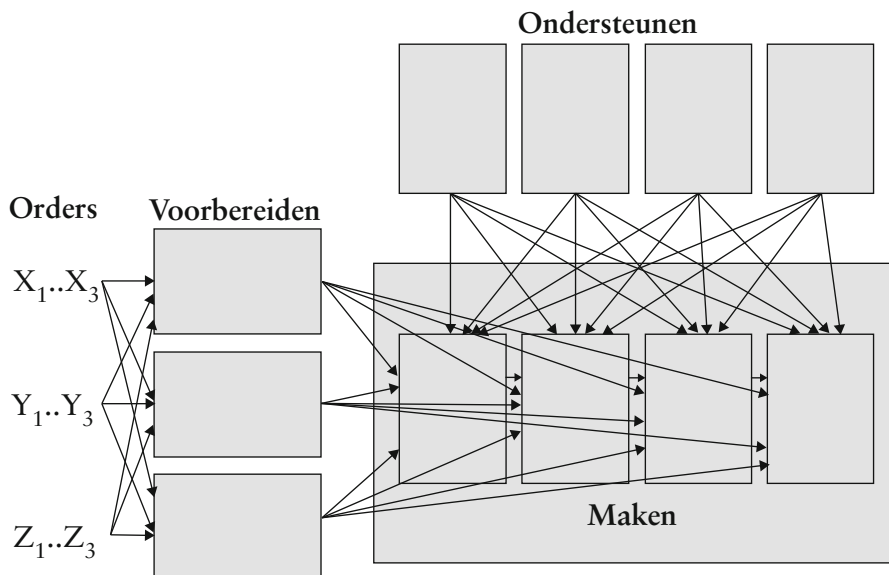 Ondersteunen
Orders
Voorbereiden
X₁..X₃
Y₁..Y₃
Z₁..Z₃
Maken